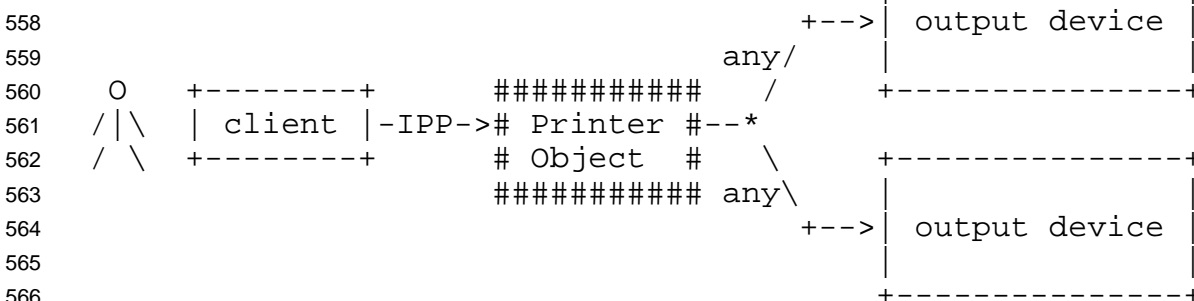 558                                              +-->| output device |
559                                         any/      |               |
560     O    +--------+       ###########   /       +---------------+
561    /|\   | client |-IPP-># Printer #--*
562    / \   +--------+       # Object  #   \       +---------------+
563                           ########### any\      |               |
564                                              +-->| output device |
565                                                  |               |
566                                                  +---------------+